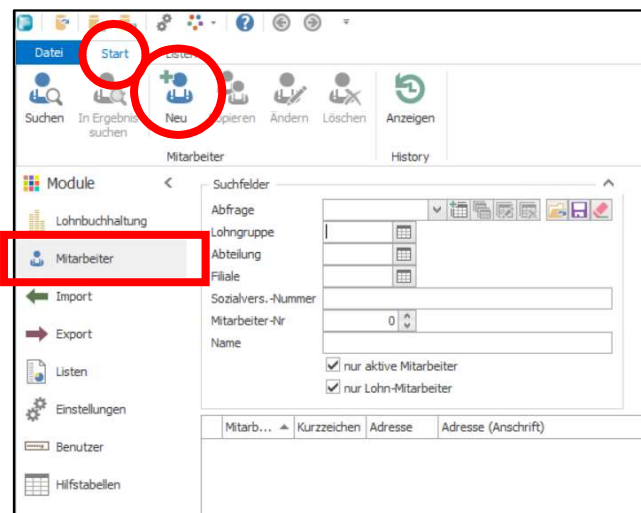 Datei Start Listen
Suchen In Ergebnis suchen Neu Kopieren Ändern Löschen Anzeigen
Mitarbeiter History
Module
Lohnbuchhaltung
Mitarbeiter
Import
Export
Listen
Einstellungen
Benutzer
Hilfstabellen
Suchfelder
Abfrage
Lohngruppe
Abteilung
Filiale
Sozialvers.-Nummer
Mitarbeiter-Nr 0
Name
nur aktive Mitarbeiter
nur Lohn-Mitarbeiter
Mitarb... Kurzzeichen Adresse Adresse (Anschrift)